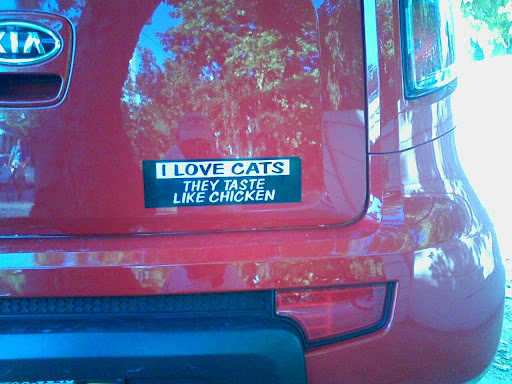 KIA
I LOVE CATS
THEY TASTE
LIKE CHICKEN